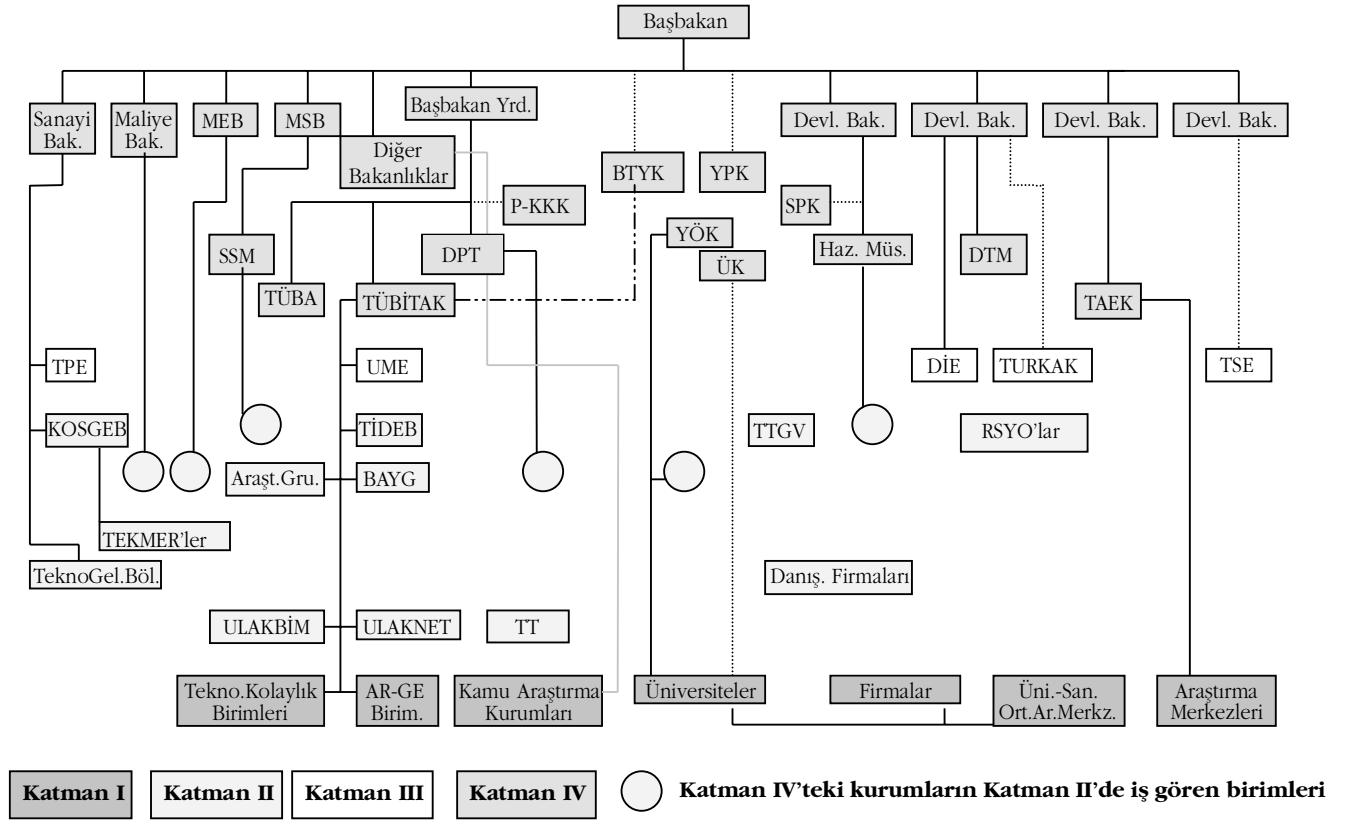 Başbakan
Sanayi
Bak.
Maliye
Bak.
MEB
MSB
Diğer
Bakanlıklar
Başbakan Yrd.
BTYK
YPK
Devl. Bak.
Devl. Bak.
Devl. Bak.
Devl. Bak.
P-KKK
SPK
YÖK
SSM
DPT
ÜK
Haz. Müs.
DTM
TÜBA
TÜBİTAK
TAEK
TPE
UME
DİE
TURKAK
TSE
KOSGEB
TİDEB
TTGV
RSYO’lar
Araşt.Gru.
BAYG
TEKMER’ler
TeknoGel.Böl.
Danış. Firmaları
ULAKBİM
ULAKNET
TT
Tekno.Kolaylık
Birimleri
AR-GE
Birim.
Kamu Araştırma
Kurumları
Üniversiteler
Firmalar
Üni.-San.
Ort.Ar.Merkz.
Araştırma
Merkezleri
Katman I
Katman II
Katman III
Katman IV
Katman IV’teki kurumların Katman II’de iş gören birimleri